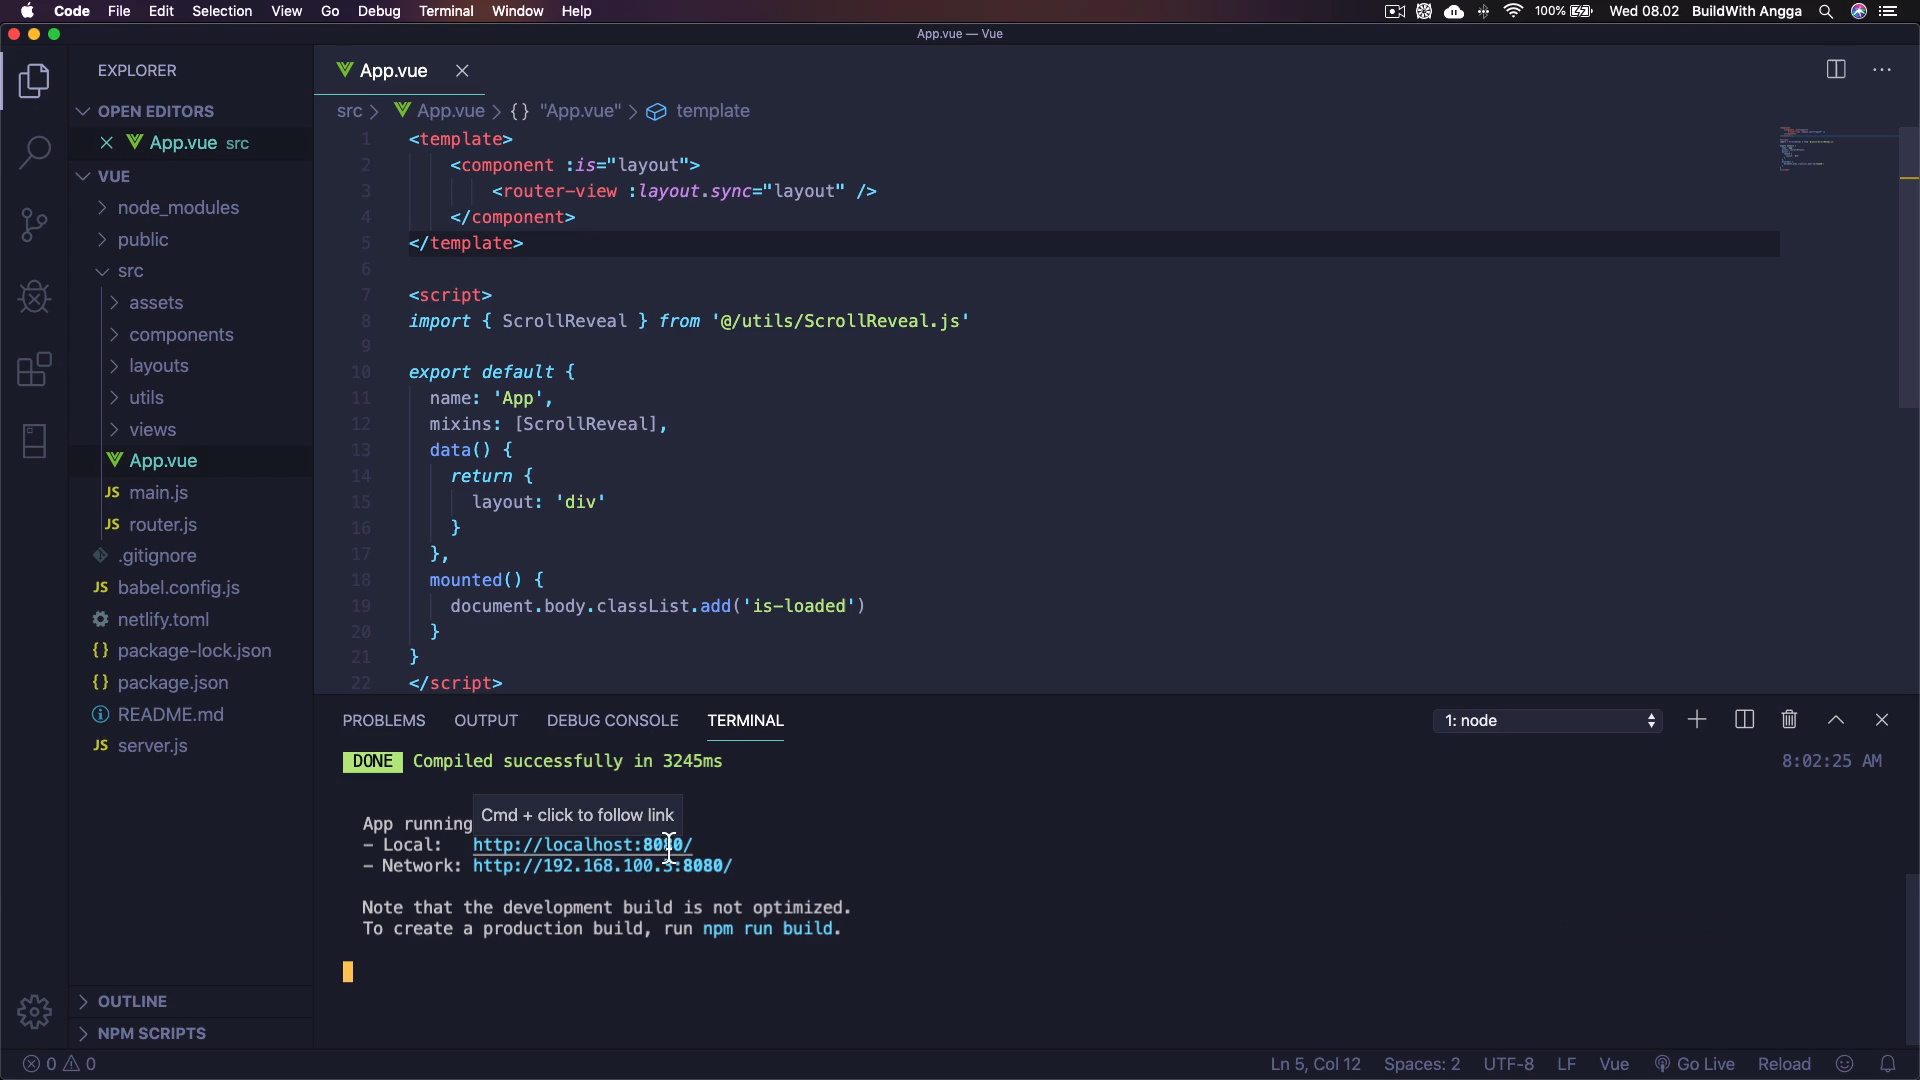 Code File Edit Selection View Go Debug Terminal Window Help 100% Wed 08.02 BuildWith Angga
App.vue — Vue
EXPLORER
OPEN EDITORS
App.vue src
VUE
node_modules
public
src
assets
components
layouts
utils
views
App.vue
JS main.js
JS router.js
.gitignore
JS babel.config.js
netlify.toml
{} package-lock.json
{} package.json
README.md
JS server.js
OUTLINE
NPM SCRIPTS
App.vue
src > App.vue > {} "App.vue" > template
1 <template>
2 <component :is="layout">
3 <router-view :layout.sync="layout" />
4 </component>
5 </template>
6
7 <script>
8 import { ScrollReveal } from '@/utils/ScrollReveal.js'
9
10 export default {
11 name: 'App',
12 mixins: [ScrollReveal],
13 data() {
14 return {
15 layout: 'div'
16 }
17 },
18 mounted() {
19 document.body.classList.add('is-loaded')
20 }
21 }
22 </script>
PROBLEMS OUTPUT DEBUG CONSOLE TERMINAL 1: node
DONE Compiled successfully in 3245ms 8:02:25 AM
Cmd + click to follow link
App running
- Local: http://localhost:8080/
- Network: http://192.168.100.3:8080/
Note that the development build is not optimized.
To create a production build, run npm run build.
0 0 Ln 5, Col 12 Spaces: 2 UTF-8 LF Vue Go Live Reload